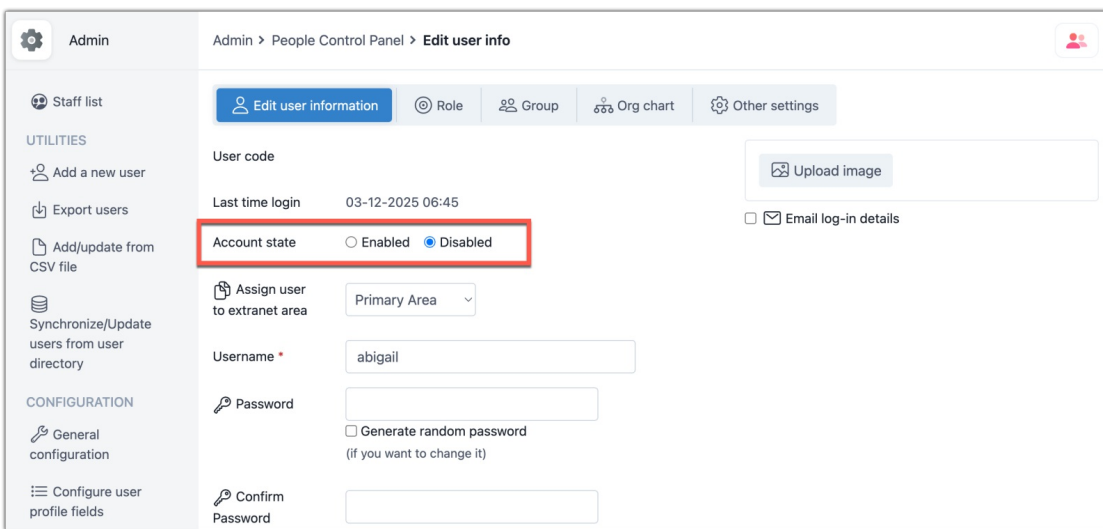 Admin
Admin > People Control Panel > Edit user info
Staff list
UTILITIES
Add a new user
Export users
Add/update from
CSV file
Synchronize/Update
users from user
directory
CONFIGURATION
General
configuration
Configure user
profile fields
Edit user information
Role
Group
Org chart
Other settings
User code
Last time login 03-12-2025 06:45
Account state Enabled Disabled
Assign user
to extranet area
Primary Area
Username * abigail
Password
Generate random password
(if you want to change it)
Confirm
Password
Upload image
Email log-in details